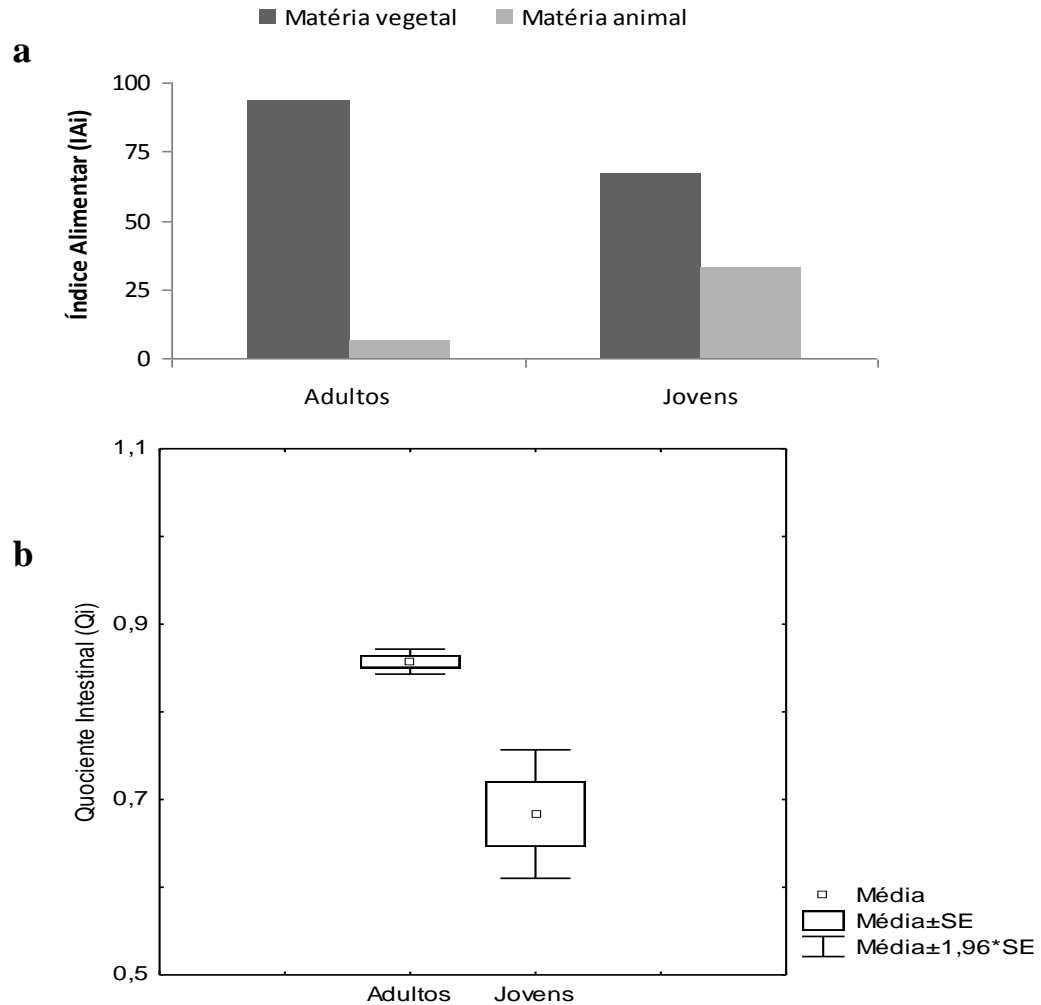 Matéria vegetal Matéria animal
a
Índice Alimentar (IAi)
100
75
50
25
0
Adultos Jovens
b
Quociente Intestinal (Qi)
1,1
0,9
0,7
0,5
Adultos Jovens
Média
Média±SE
Média±1,96*SE